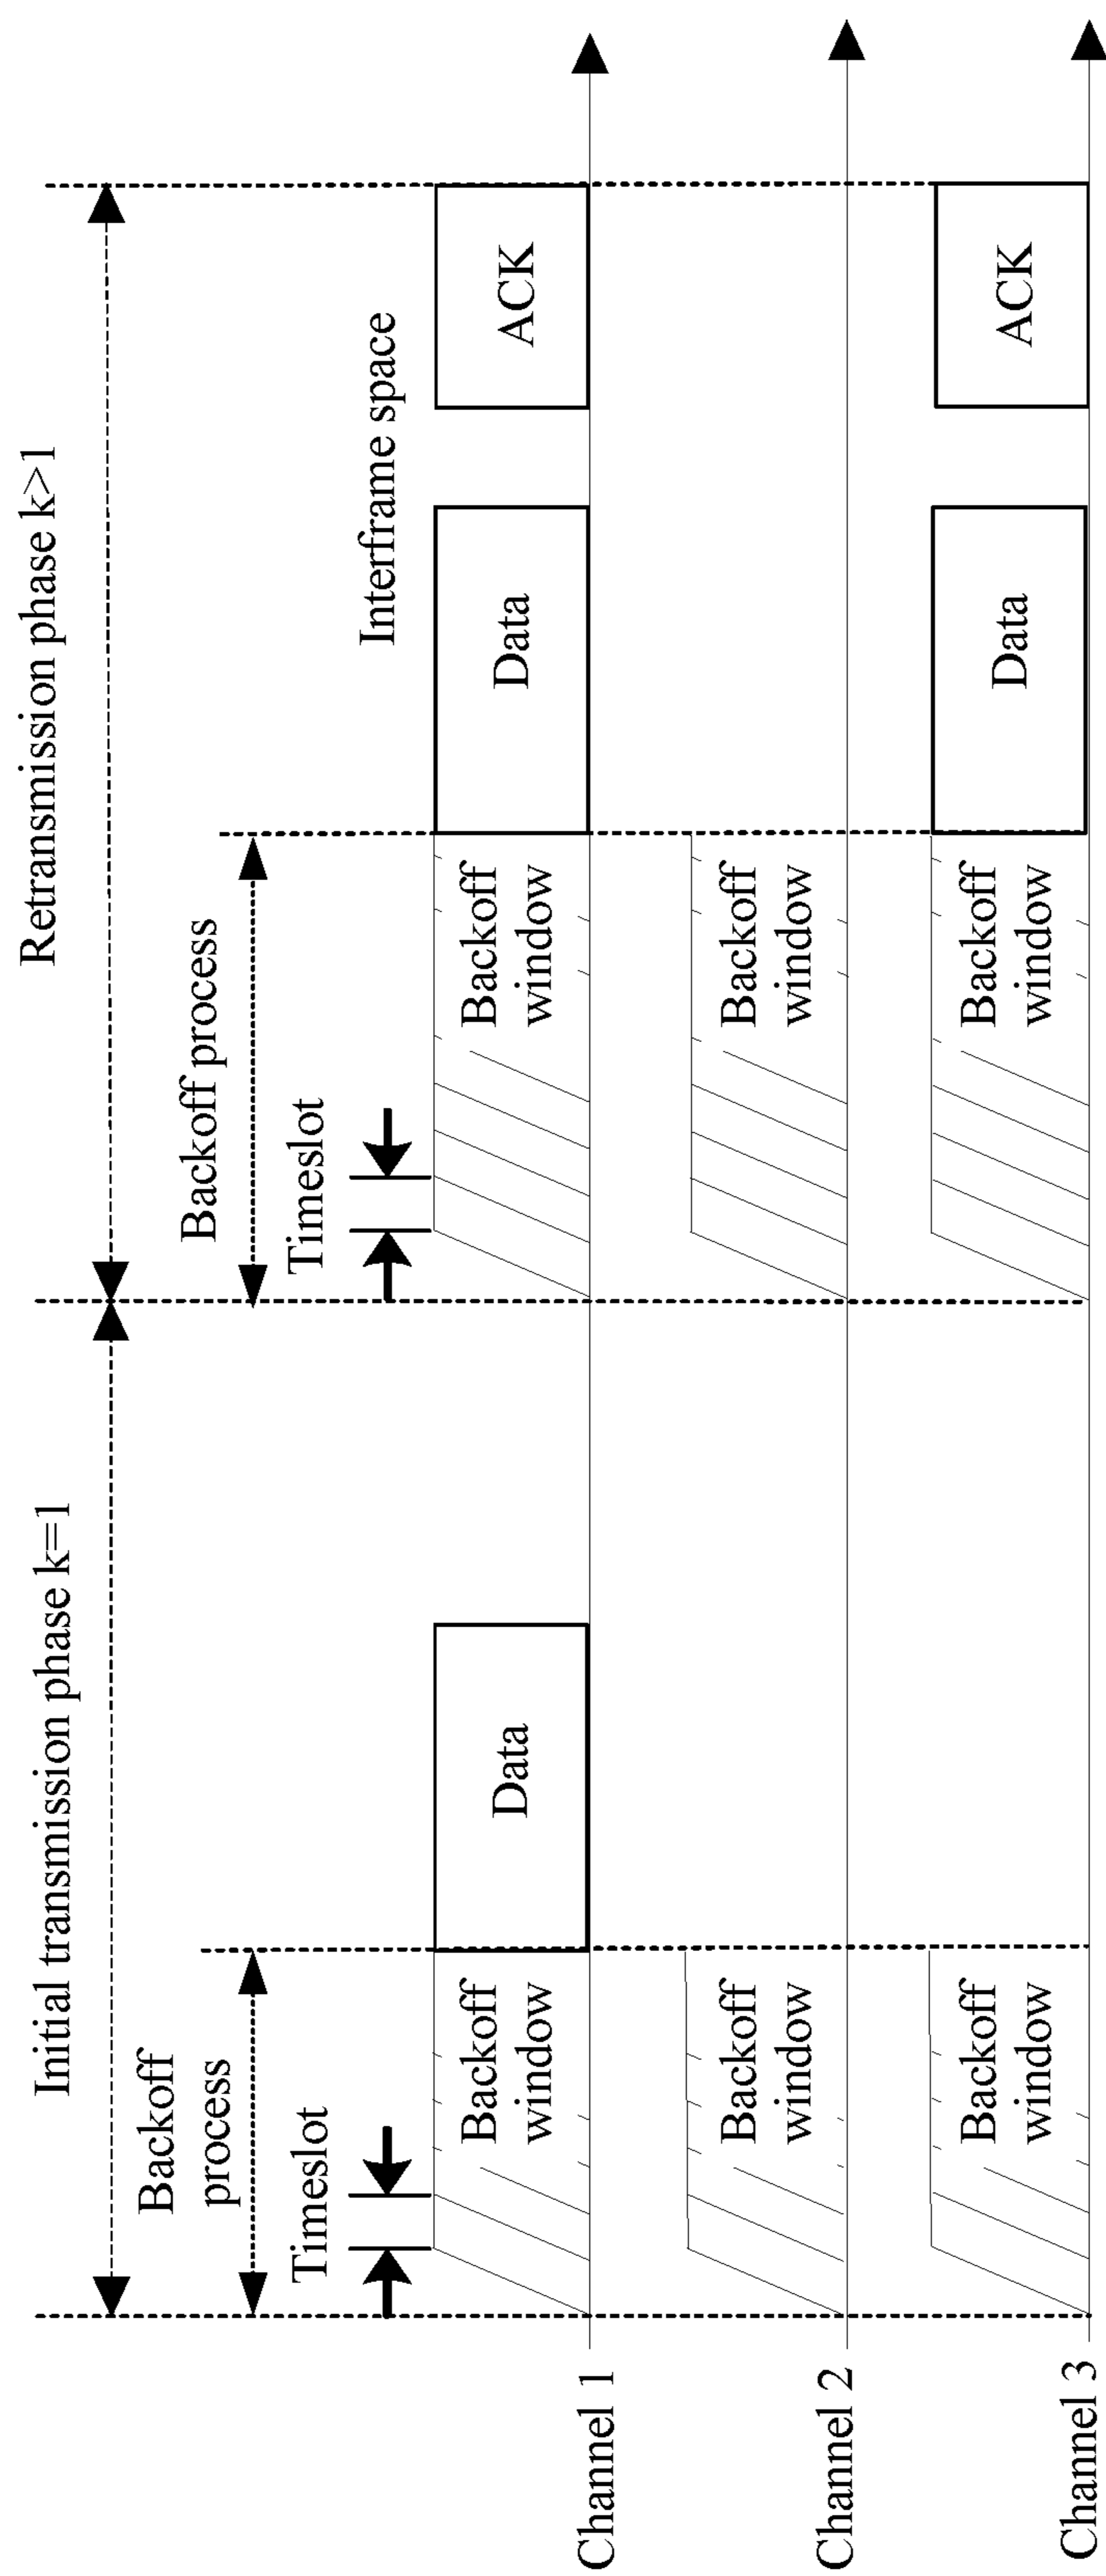 Initial transmission phase k=1
Retransmission phase k>1
Backoff
process
Backoff process
Timeslot
Timeslot
Interframe space
Channel 1
Backoff
window
Data
Backoff
window
Data
ACK
Channel 2
Backoff
window
Backoff
window
Channel 3
Backoff
window
Backoff
window
Data
ACK